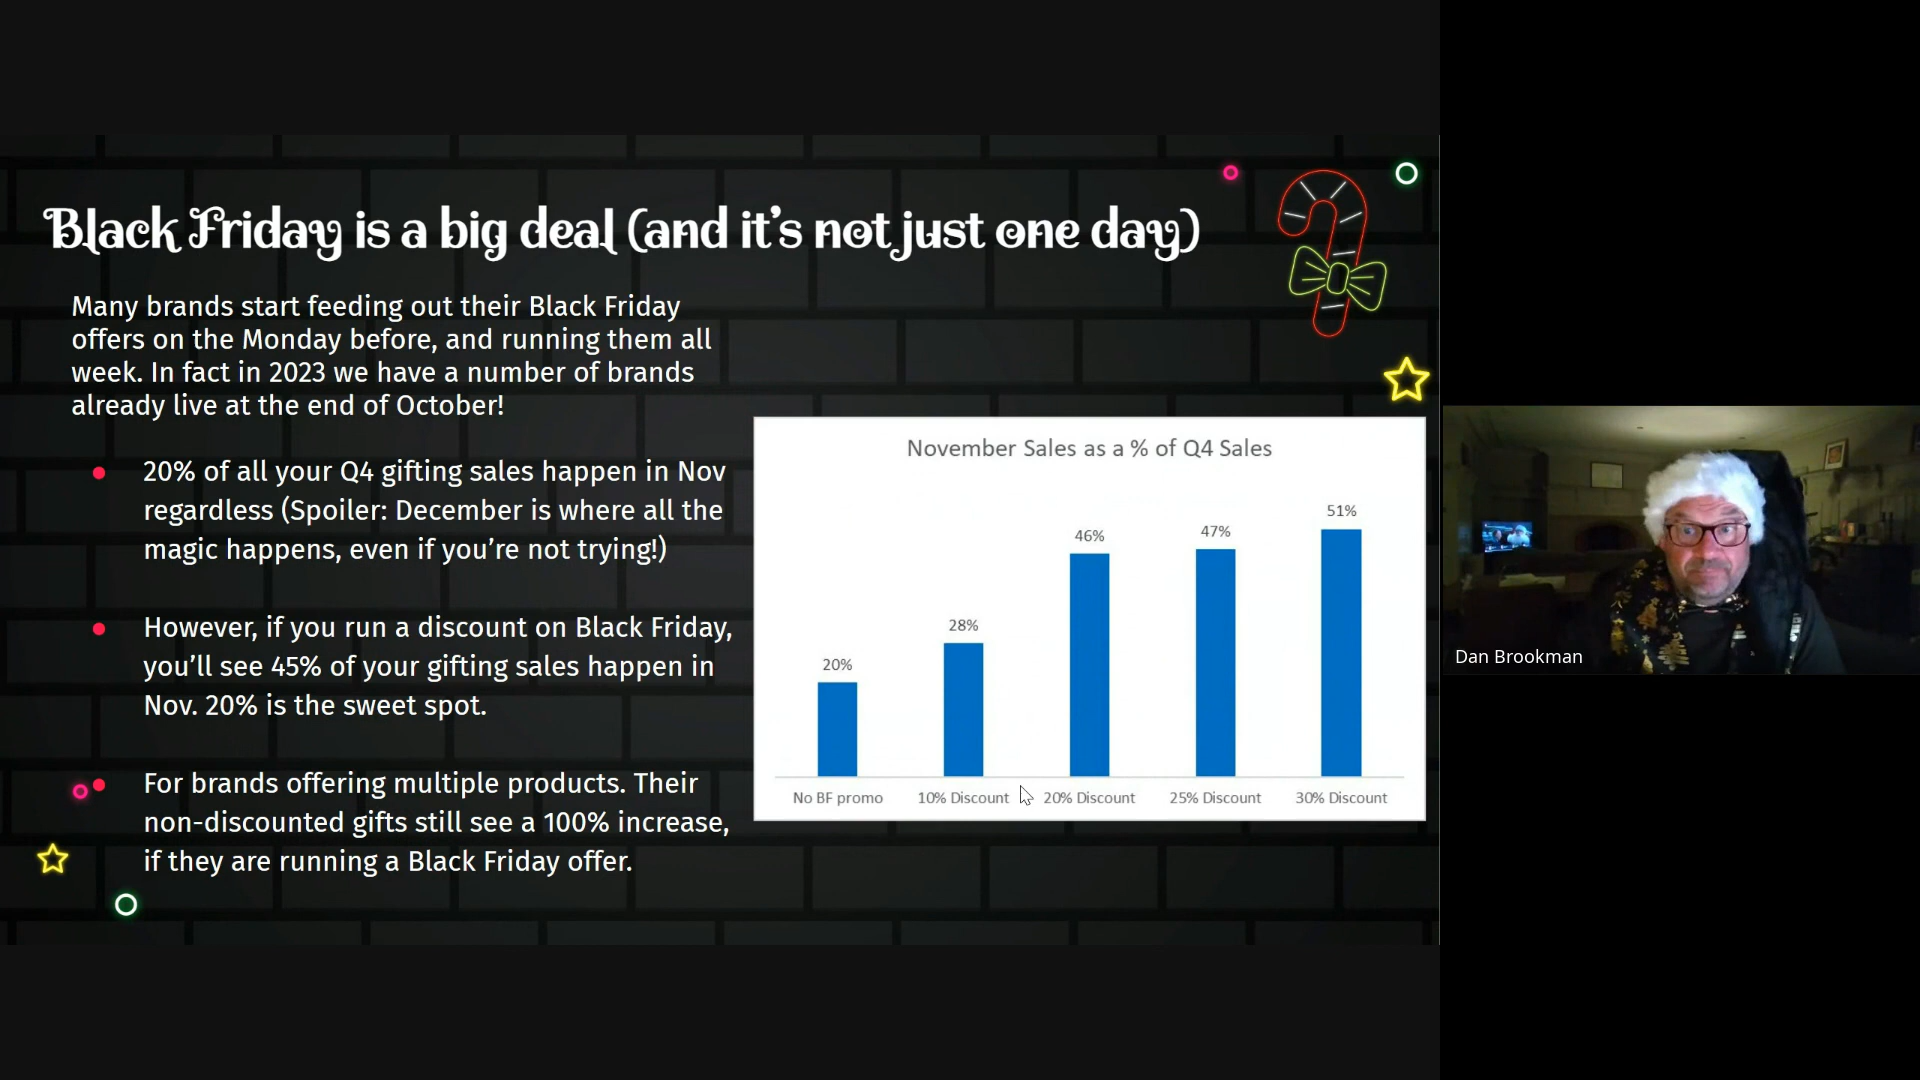 Black Friday is a big deal (and it's not just one day)
Many brands start feeding out their Black Friday
offers on the Monday before, and running them all
week. In fact in 2023 we have a number of brands
already live at the end of October!
20% of all your Q4 gifting sales happen in Nov
regardless (Spoiler: December is where all the
magic happens, even if you’re not trying!)
However, if you run a discount on Black Friday,
you’ll see 45% of your gifting sales happen in
Nov. 20% is the sweet spot.
For brands offering multiple products. Their
non-discounted gifts still see a 100% increase,
if they are running a Black Friday offer.
November Sales as a % of Q4 Sales
20%
28%
46%
47%
51%
No BF promo
10% Discount
20% Discount
25% Discount
30% Discount
Dan Brookman